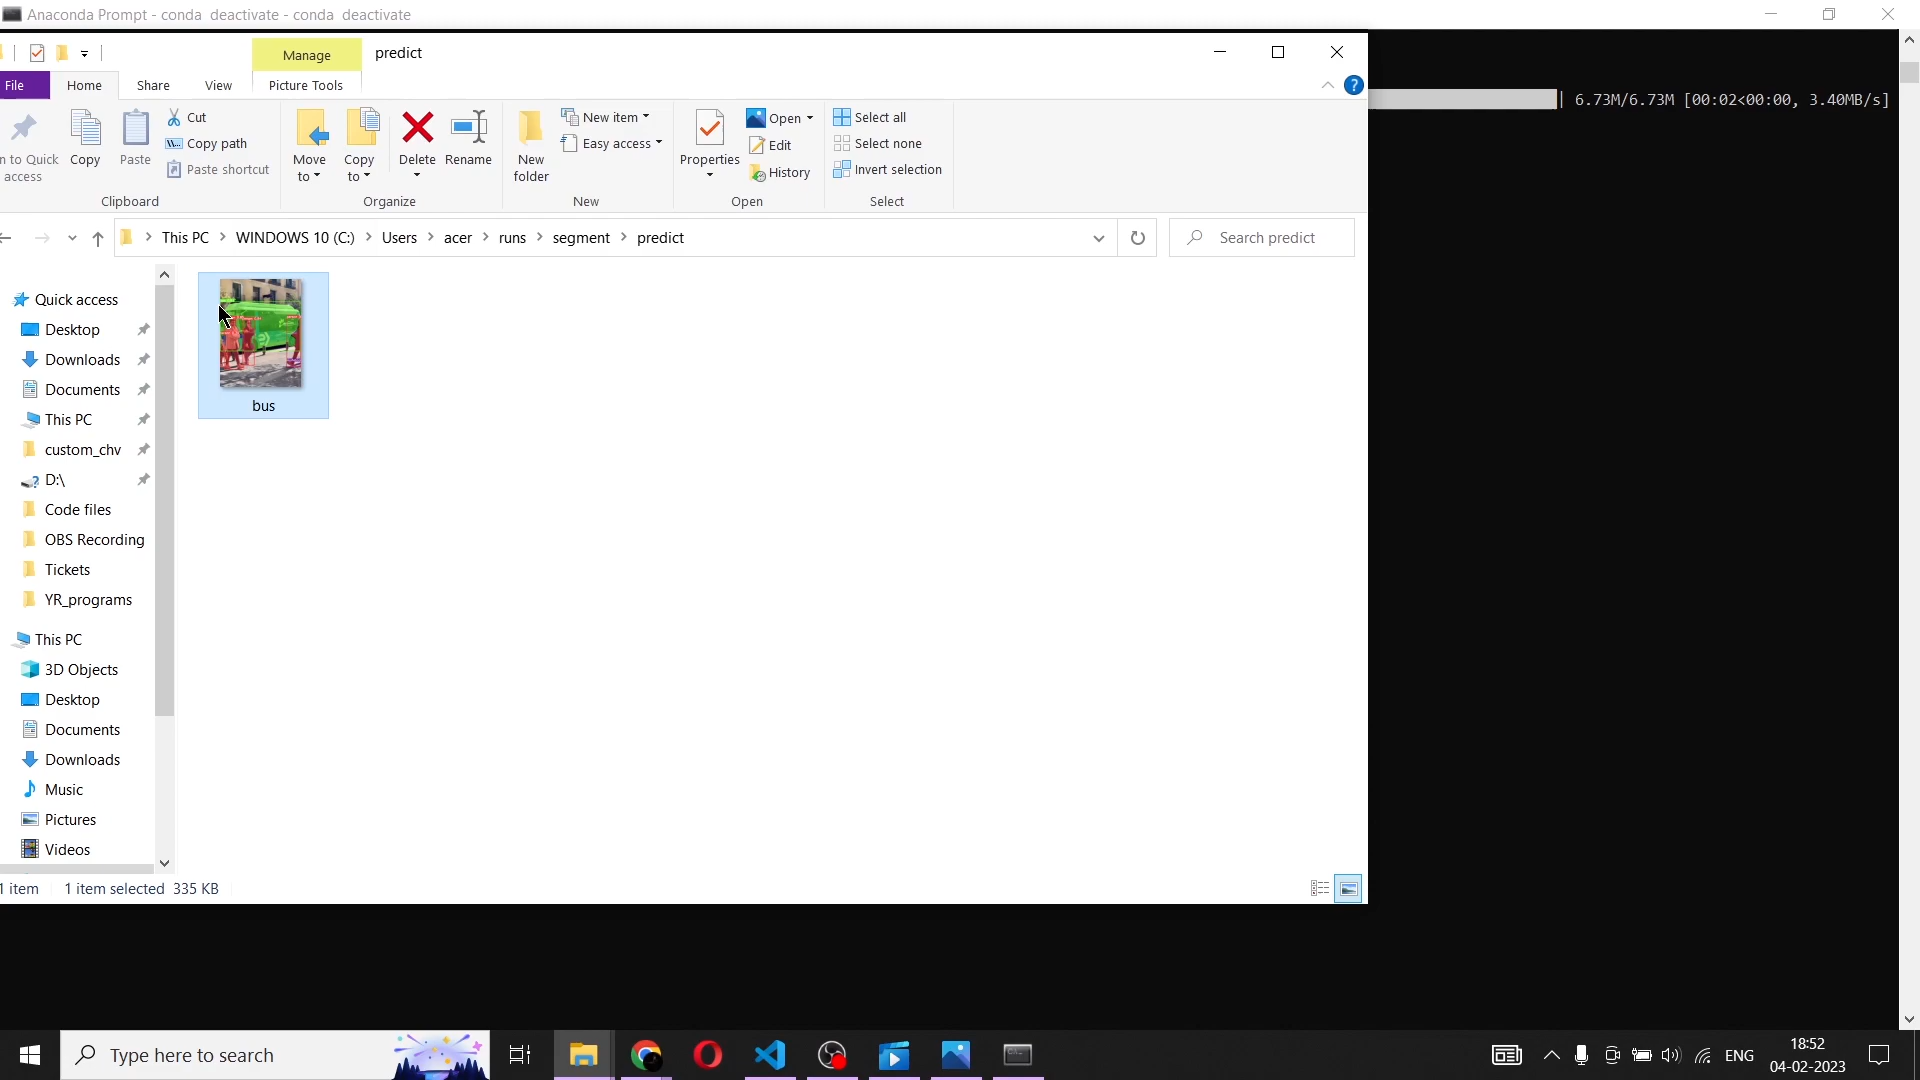 Anaconda Prompt - conda  deactivate - conda  deactivate
Manage
predict
File
Home
Share
View
Picture Tools
6.73M/6.73M [00:02<00:00, 3.40MB/s]
n to Quick access
Copy
Paste
Cut
Copy path
Paste shortcut
Move to
Copy to
Delete
Rename
New folder
New item
Easy access
Properties
Open
Edit
History
Select all
Select none
Invert selection
Clipboard
Organize
New
Open
Select
This PC > WINDOWS 10 (C:) > Users > acer > runs > segment > predict
Search predict
Quick access
Desktop
Downloads
Documents
This PC
custom_chv
D:\
Code files
OBS Recording
Tickets
YR_programs
This PC
3D Objects
Desktop
Documents
Downloads
Music
Pictures
Videos
bus
1 item
1 item selected 335 KB
Type here to search
ENG
18:52
04-02-2023